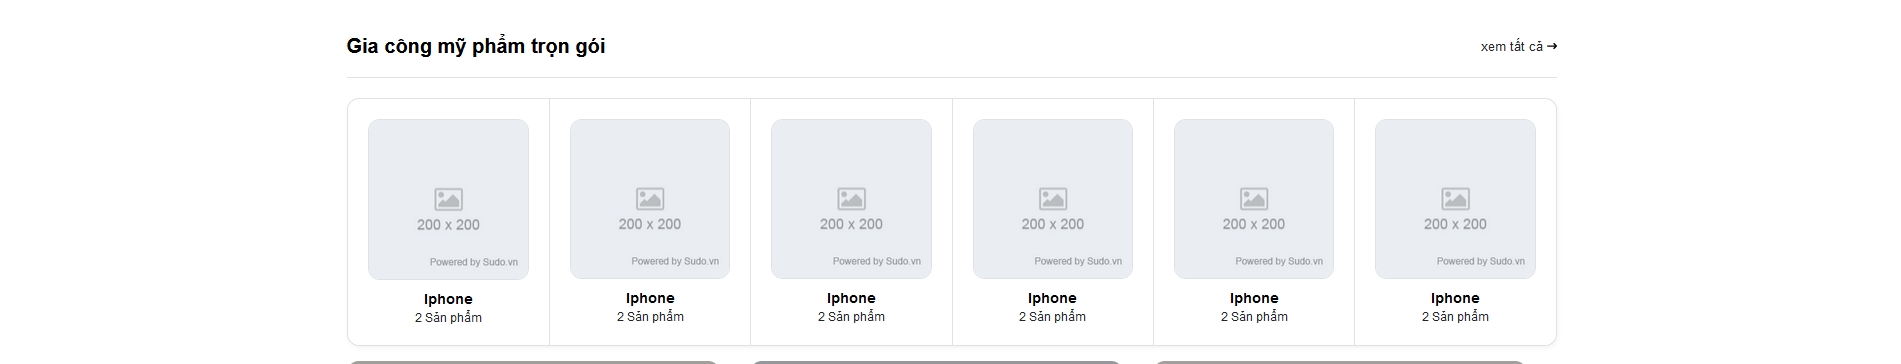 Gia công mỹ phẩm trọn gói
xem tất cả →
200 x 200
Powered by Sudo.vn
Iphone
2 Sản phẩm
200 x 200
Powered by Sudo.vn
Iphone
2 Sản phẩm
200 x 200
Powered by Sudo.vn
Iphone
2 Sản phẩm
200 x 200
Powered by Sudo.vn
Iphone
2 Sản phẩm
200 x 200
Powered by Sudo.vn
Iphone
2 Sản phẩm
200 x 200
Powered by Sudo.vn
Iphone
2 Sản phẩm